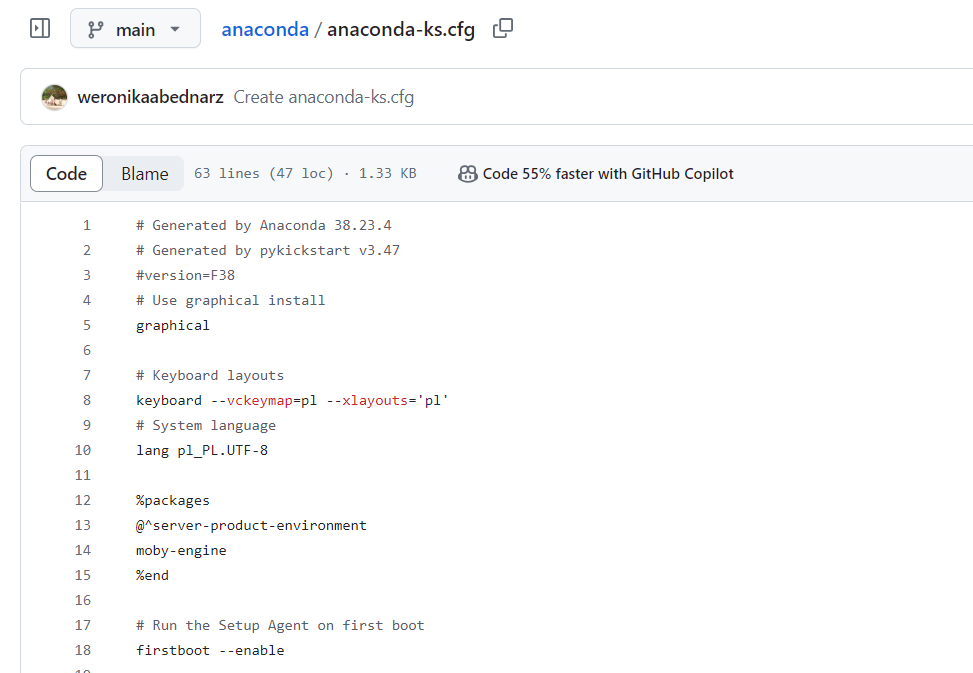 main
anaconda / anaconda-ks.cfg
weronikaabednarz Create anaconda-ks.cfg
Code Blame 63 lines (47 loc) · 1.33 KB Code 55% faster with GitHub Copilot
1 # Generated by Anaconda 38.23.4
2 # Generated by pykickstart v3.47
3 #version=F38
4 # Use graphical install
5 graphical
6
7 # Keyboard layouts
8 keyboard --vckeymap=pl --xlayouts='pl'
9 # System language
10 lang pl_PL.UTF-8
11
12 %packages
13 @^server-product-environment
14 moby-engine
15 %end
16
17 # Run the Setup Agent on first boot
18 firstboot --enable